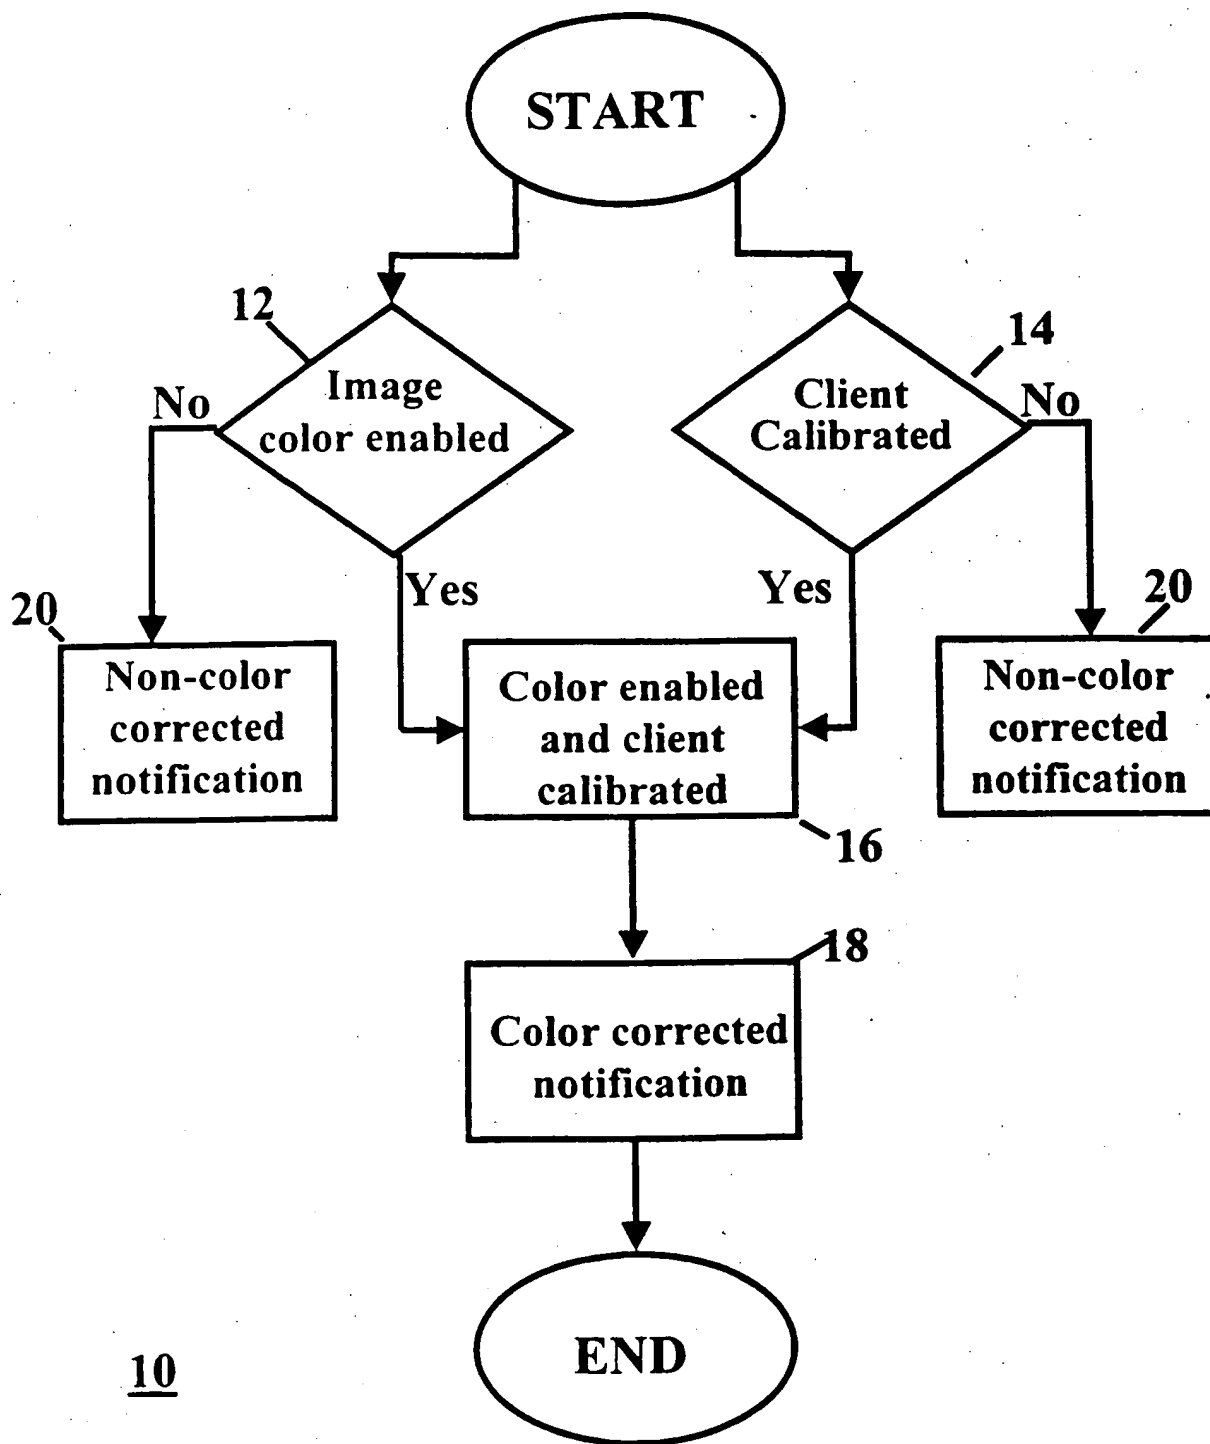 START
12
14
Image
color enabled
Client
Calibrated
No
No
Yes
Yes
20
20
Non-color
corrected
notification
Color enabled
and client
calibrated
Non-color
corrected
notification
16
18
Color corrected
notification
END
10